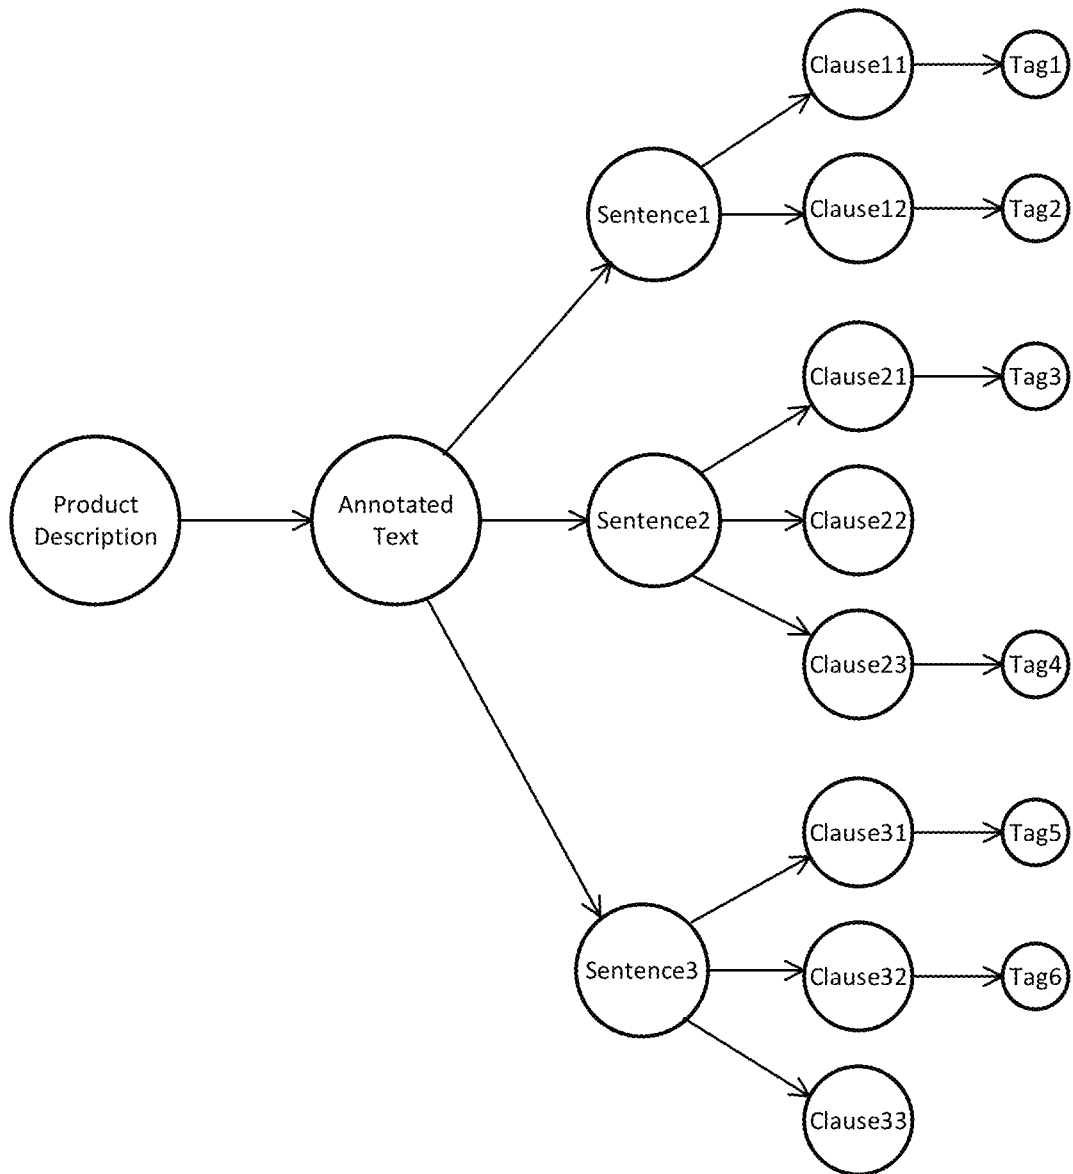 Product
Description
Annotated
Text
Sentence1
Clause11
Tag1
Clause12
Tag2
Sentence2
Clause21
Tag3
Clause22
Clause23
Tag4
Sentence3
Clause31
Tag5
Clause32
Tag6
Clause33